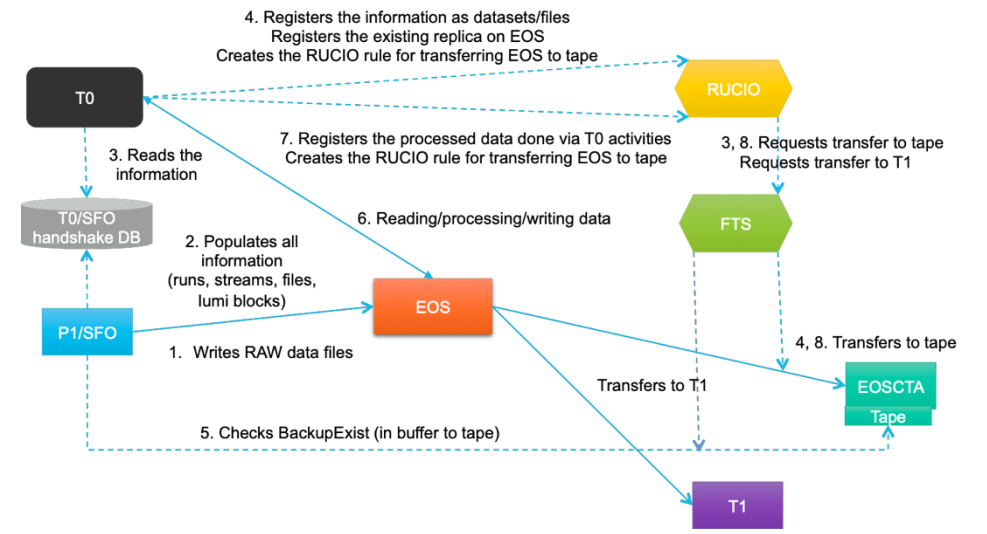 4. Registers the information as datasets/files
Registers the existing replica on EOS
Creates the RUCIO rule for transferring EOS to tape
T0
RUCIO
7. Registers the processed data done via T0 activities
Creates the RUCIO rule for transferring EOS to tape
3, 8. Requests transfer to tape
Requests transfer to T1
3. Reads the
information
T0/SFO
handshake DB
6. Reading/processing/writing data
FTS
2. Populates all
information
(runs, streams, files,
lumi blocks)
EOS
P1/SFO
1. Writes RAW data files
4, 8. Transfers to tape
Transfers to T1
EOSCTA
Tape
5. Checks BackupExist (in buffer to tape)
T1